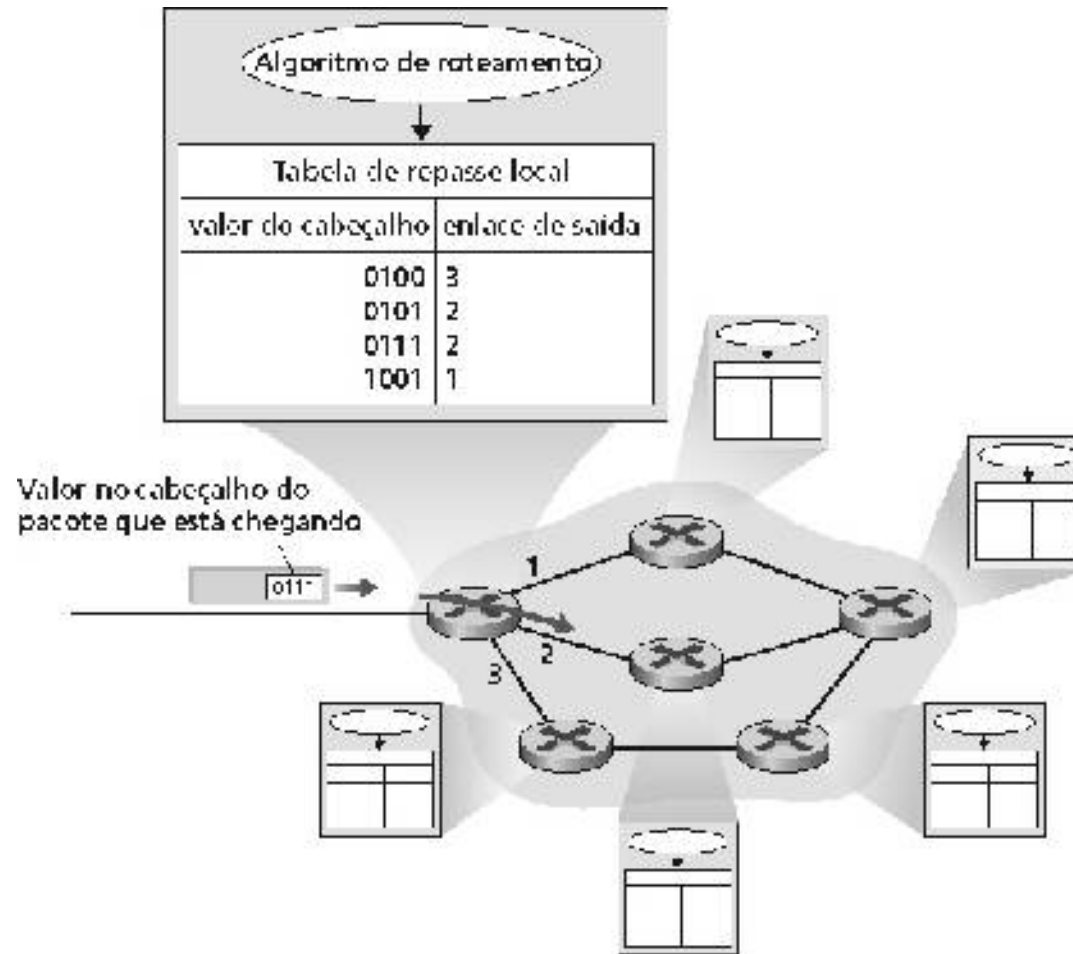 Algoritmo de roteamento
Tabela de repasse local
valor do cabeçalho enlace de saída
0100 3
0101 2
0111 2
1001 1
Valor no cabeçalho do
pacote que está chegando
0111
1
2
3